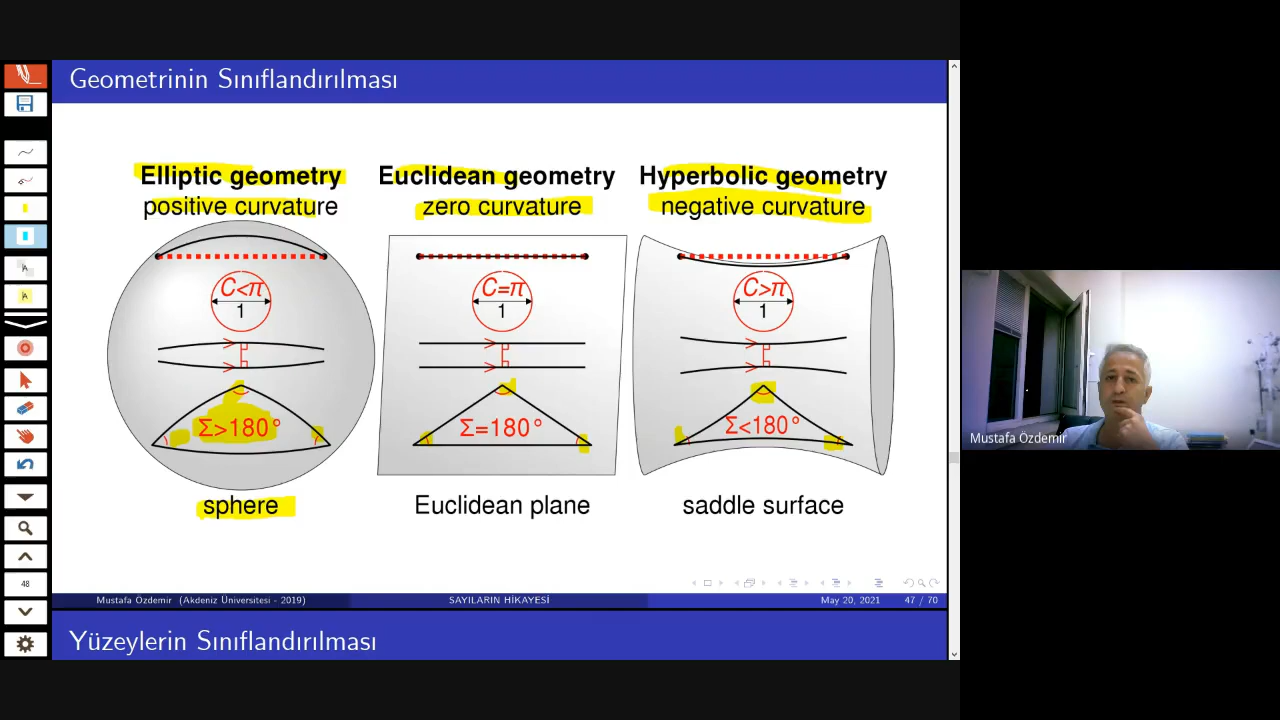 Geometrinin Sınıflandırılması
Elliptic geometry
positive curvature
C<π
1
Σ>180°
sphere
Euclidean geometry
zero curvature
C=π
1
Σ=180°
Euclidean plane
Hyperbolic geometry
negative curvature
C>π
1
Σ<180°
saddle surface
Mustafa Özdemir
A
A
48
Mustafa Özdemir (Akdeniz Üniversitesi - 2019) SAYILARIN HİKAYESİ May 20, 2021 47 / 70
Yüzeylerin Sınıflandırılması